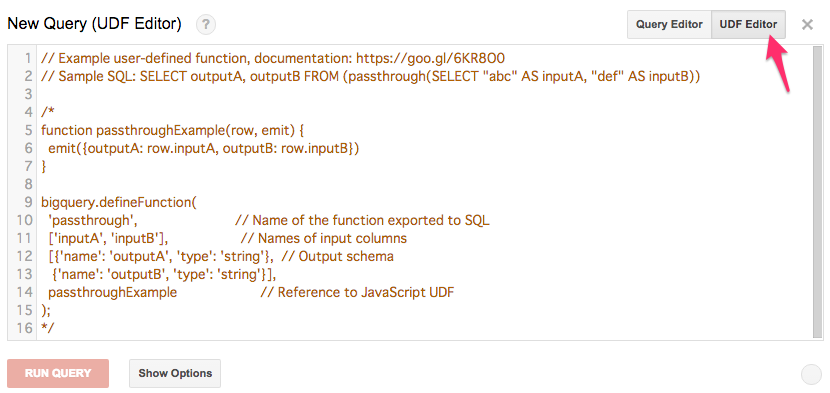 New Query (UDF Editor) ? Query Editor UDF Editor ×
1 // Example user-defined function, documentation: https://goo.gl/6KR8O0
2 // Sample SQL: SELECT outputA, outputB FROM (passthrough(SELECT "abc" AS inputA, "def" AS inputB))
3
4 /*
5 function passthroughExample(row, emit) {
6   emit({outputA: row.inputA, outputB: row.inputB})
7 }
8
9 bigquery.defineFunction(
10   'passthrough',                // Name of the function exported to SQL
11   ['inputA', 'inputB'],            // Names of input columns
12   [{'name': 'outputA', 'type': 'string'},  // Output schema
13    {'name': 'outputB', 'type': 'string'}],
14   passthroughExample              // Reference to JavaScript UDF
15 );
16 */
RUN QUERY Show Options